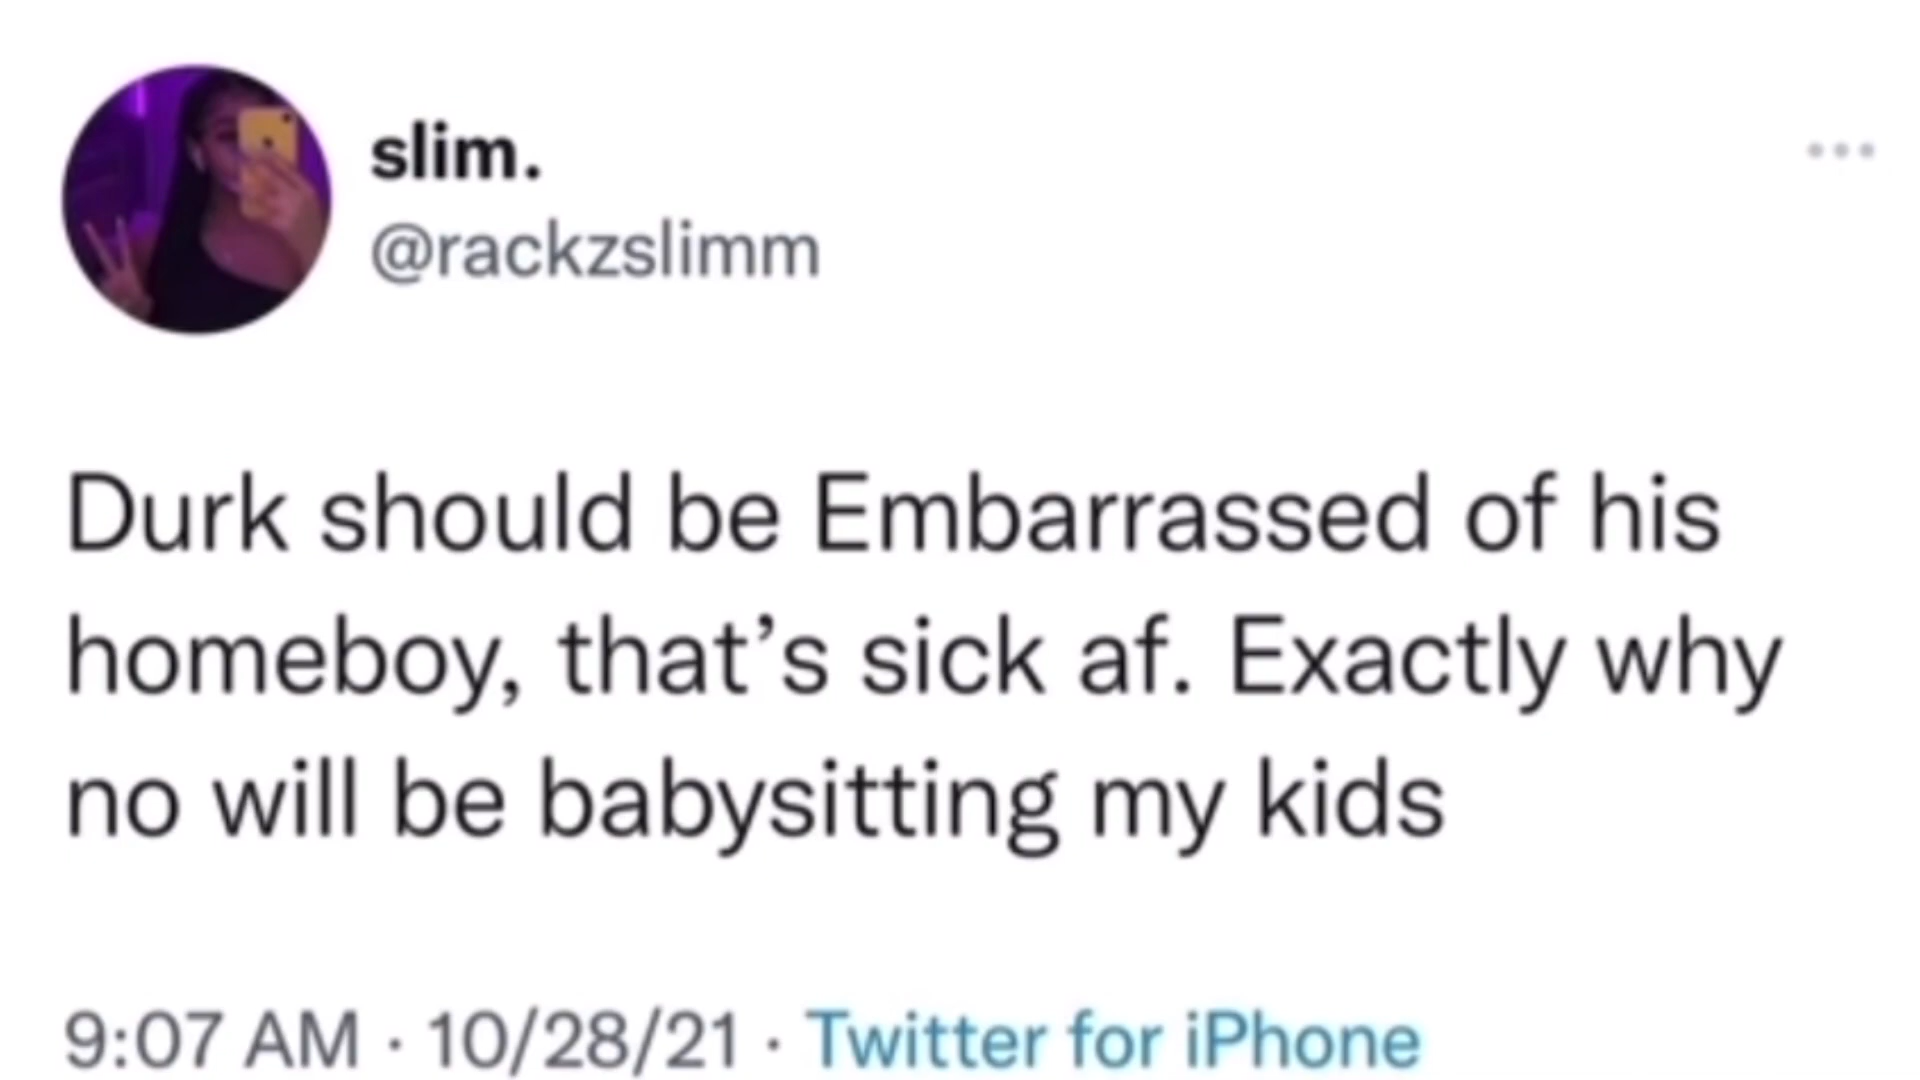 slim.
@rackzslimm
Durk should be Embarrassed of his
homeboy, that’s sick af. Exactly why
no will be babysitting my kids
9:07 AM · 10/28/21 · Twitter for iPhone